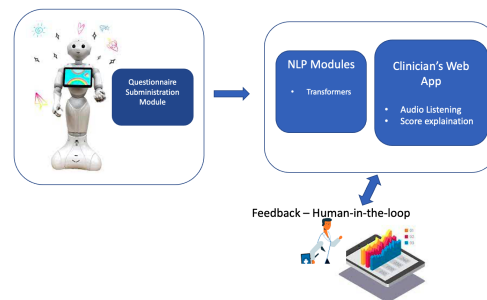 Questionnaire
Subministration
Module
NLP Modules
• Transformers
Clinician's Web
App
• Audio Listening
• Score explaination
Feedback – Human-in-the-loop